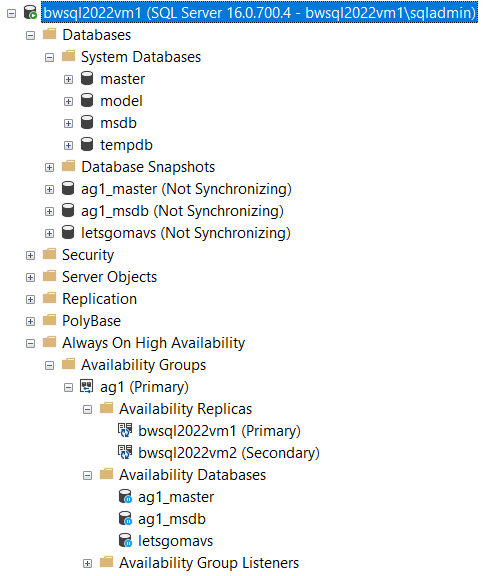 bwsql2022vm1 (SQL Server 16.0.700.4 - bwsql2022vm1\sqladmin)
Databases
System Databases
master
model
msdb
tempdb
Database Snapshots
ag1_master (Not Synchronizing)
ag1_msdb (Not Synchronizing)
letsgomavs (Not Synchronizing)
Security
Server Objects
Replication
PolyBase
Always On High Availability
Availability Groups
ag1 (Primary)
Availability Replicas
bwsql2022vm1 (Primary)
bwsql2022vm2 (Secondary)
Availability Databases
ag1_master
ag1_msdb
letsgomavs
Availability Group Listeners